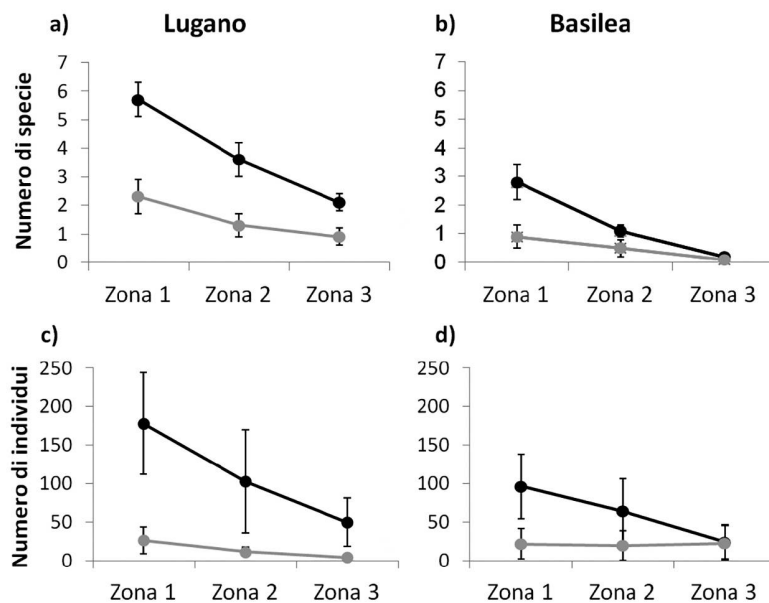 a) Lugano
b) Basilea
Numero di specie
7
6
5
4
3
2
1
0
Zona 1 Zona 2 Zona 3
7
6
5
4
3
2
1
0
Zona 1 Zona 2 Zona 3
c)
Numero di individui
250
200
150
100
50
0
Zona 1 Zona 2 Zona 3
d)
250
200
150
100
50
0
Zona 1 Zona 2 Zona 3